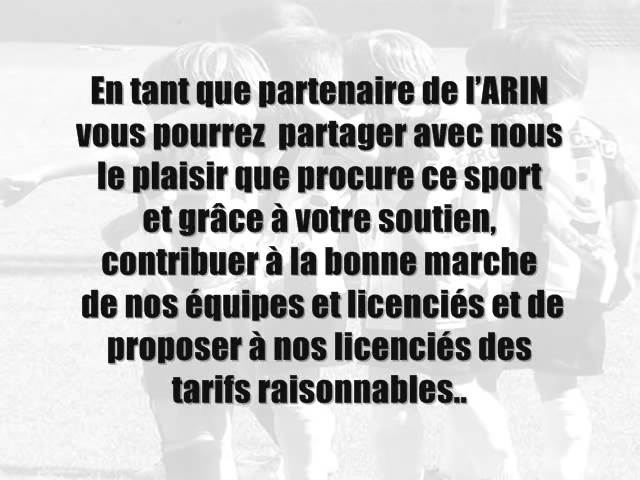 En tant que partenaire de l’ARIN
vous pourrez partager avec nous
le plaisir que procure ce sport
et grâce à votre soutien,
contribuer à la bonne marche
de nos équipes et licenciés et de
proposer à nos licenciés des
tarifs raisonnables..